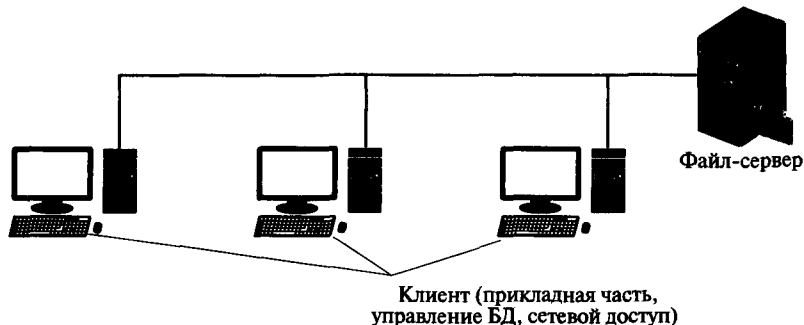 Файл-сервер
Клиент (прикладная часть,
управление БД, сетевой доступ)